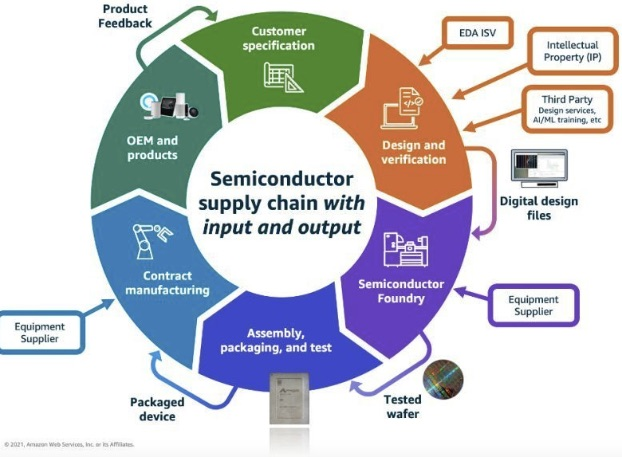 Product
Feedback
Customer
specification
EDA ISV
Intellectual
Property (IP)
Third Party
Design services,
AI/ML training, etc
OEM and
products
Design and
verification
Semiconductor
supply chain with
input and output
Digital design
files
Contract
manufacturing
Semiconductor
Foundry
Equipment
Supplier
Equipment
Supplier
Assembly,
packaging, and test
Packaged
device
Tested
wafer
© 2021, Amazon Web Services, Inc. or its Affiliates.